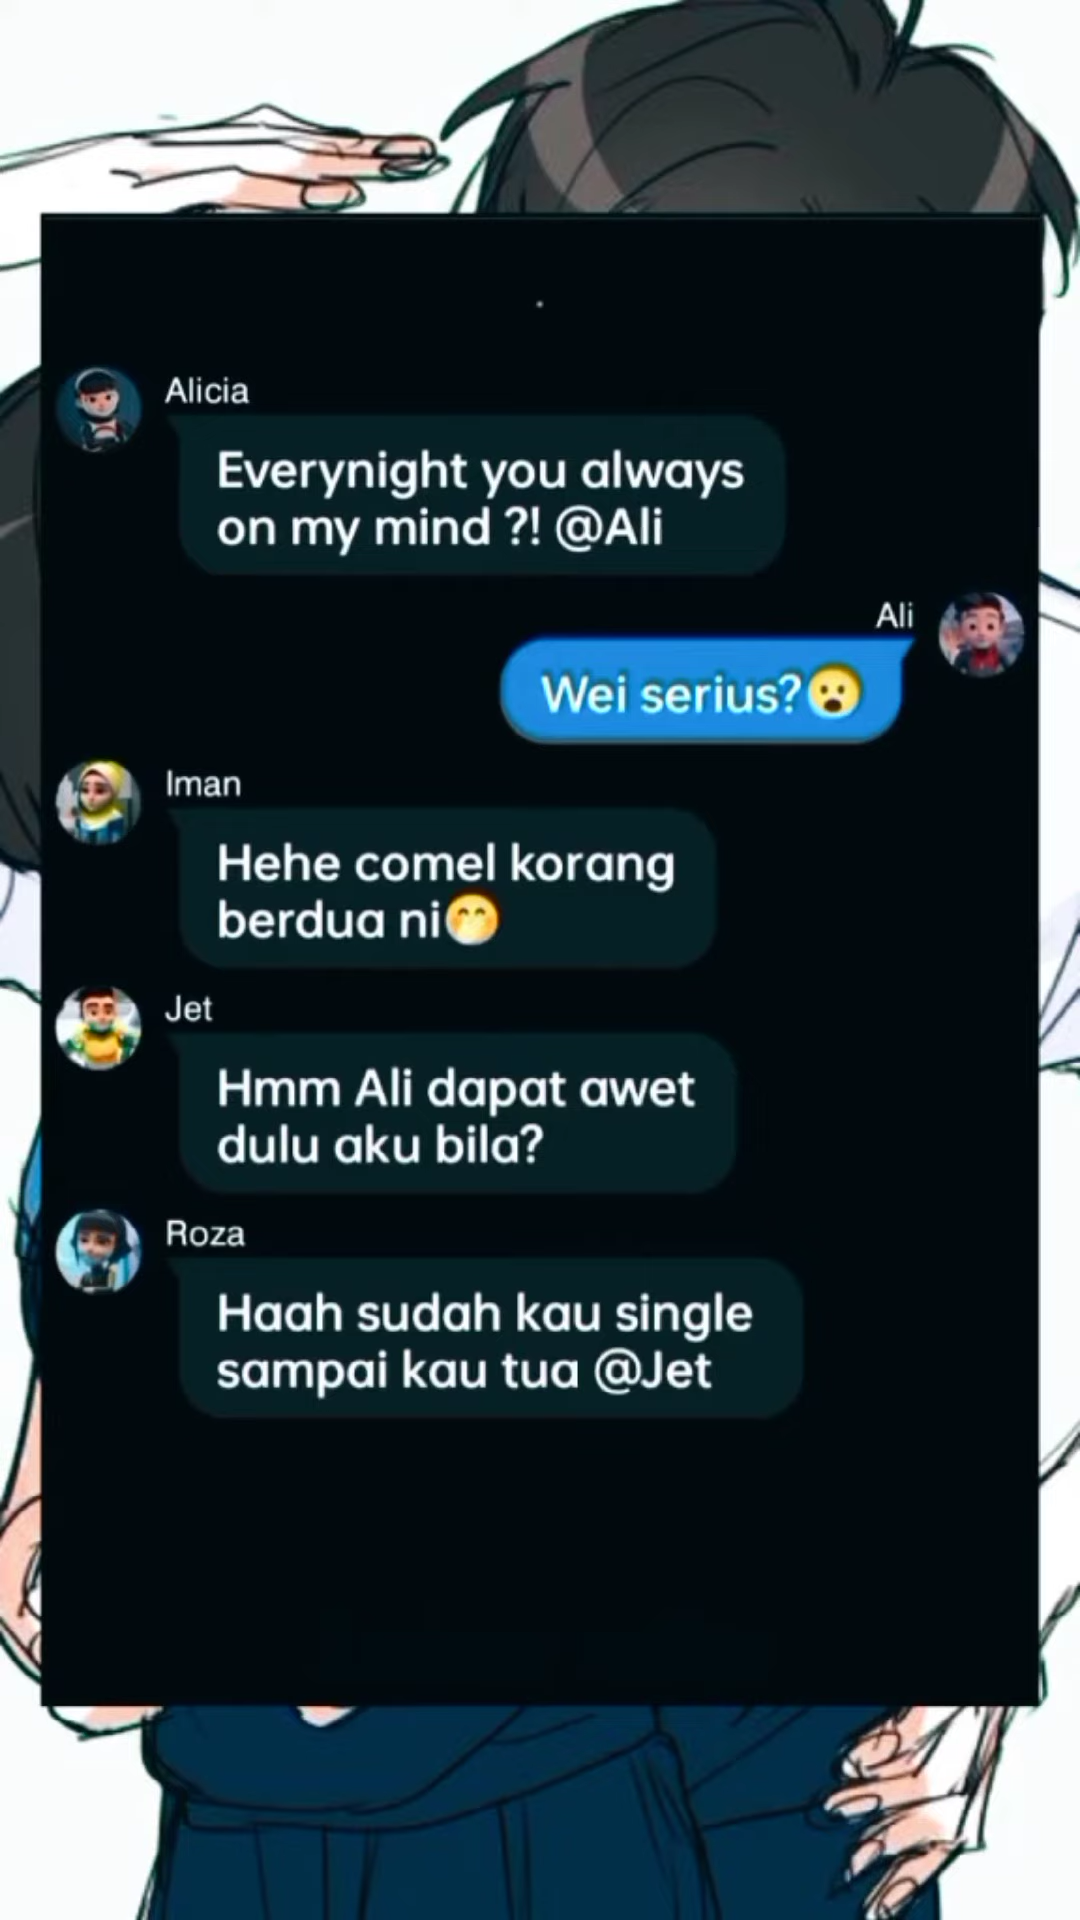 Alicia
Everynight you always
on my mind ?! @Ali
Ali
Wei serius?😮
Iman
Hehe comel korang
berdua ni🤭
Jet
Hmm Ali dapat awet
dulu aku bila?
Roza
Haah sudah kau single
sampai kau tua @Jet